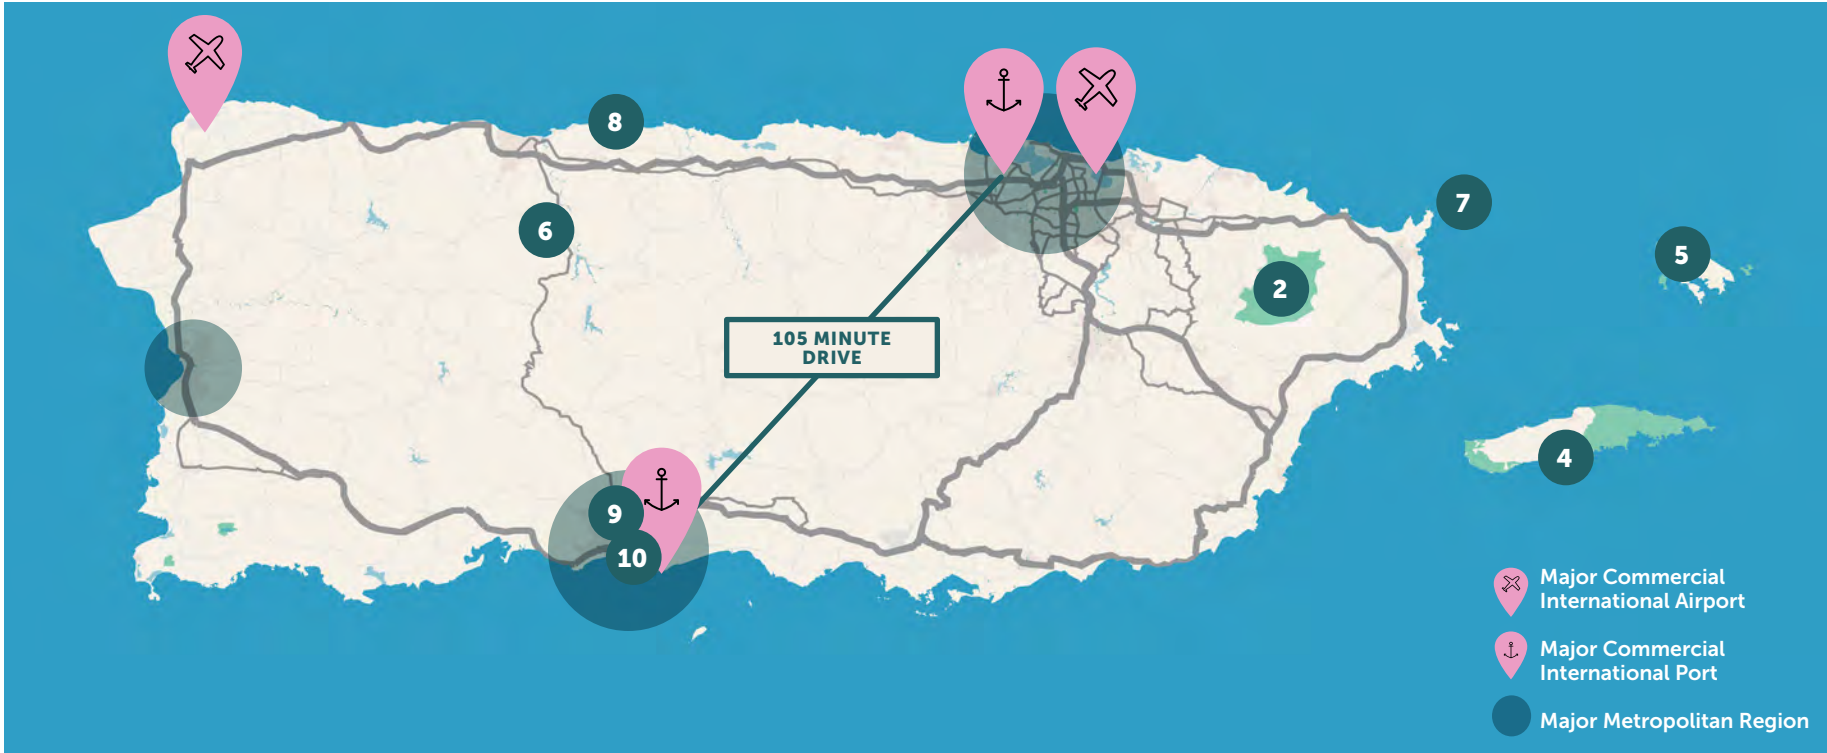 8
7
6
5
2
105 MINUTE
DRIVE
4
9
10
Major Commercial
International Airport
Major Commercial
International Port
Major Metropolitan Region